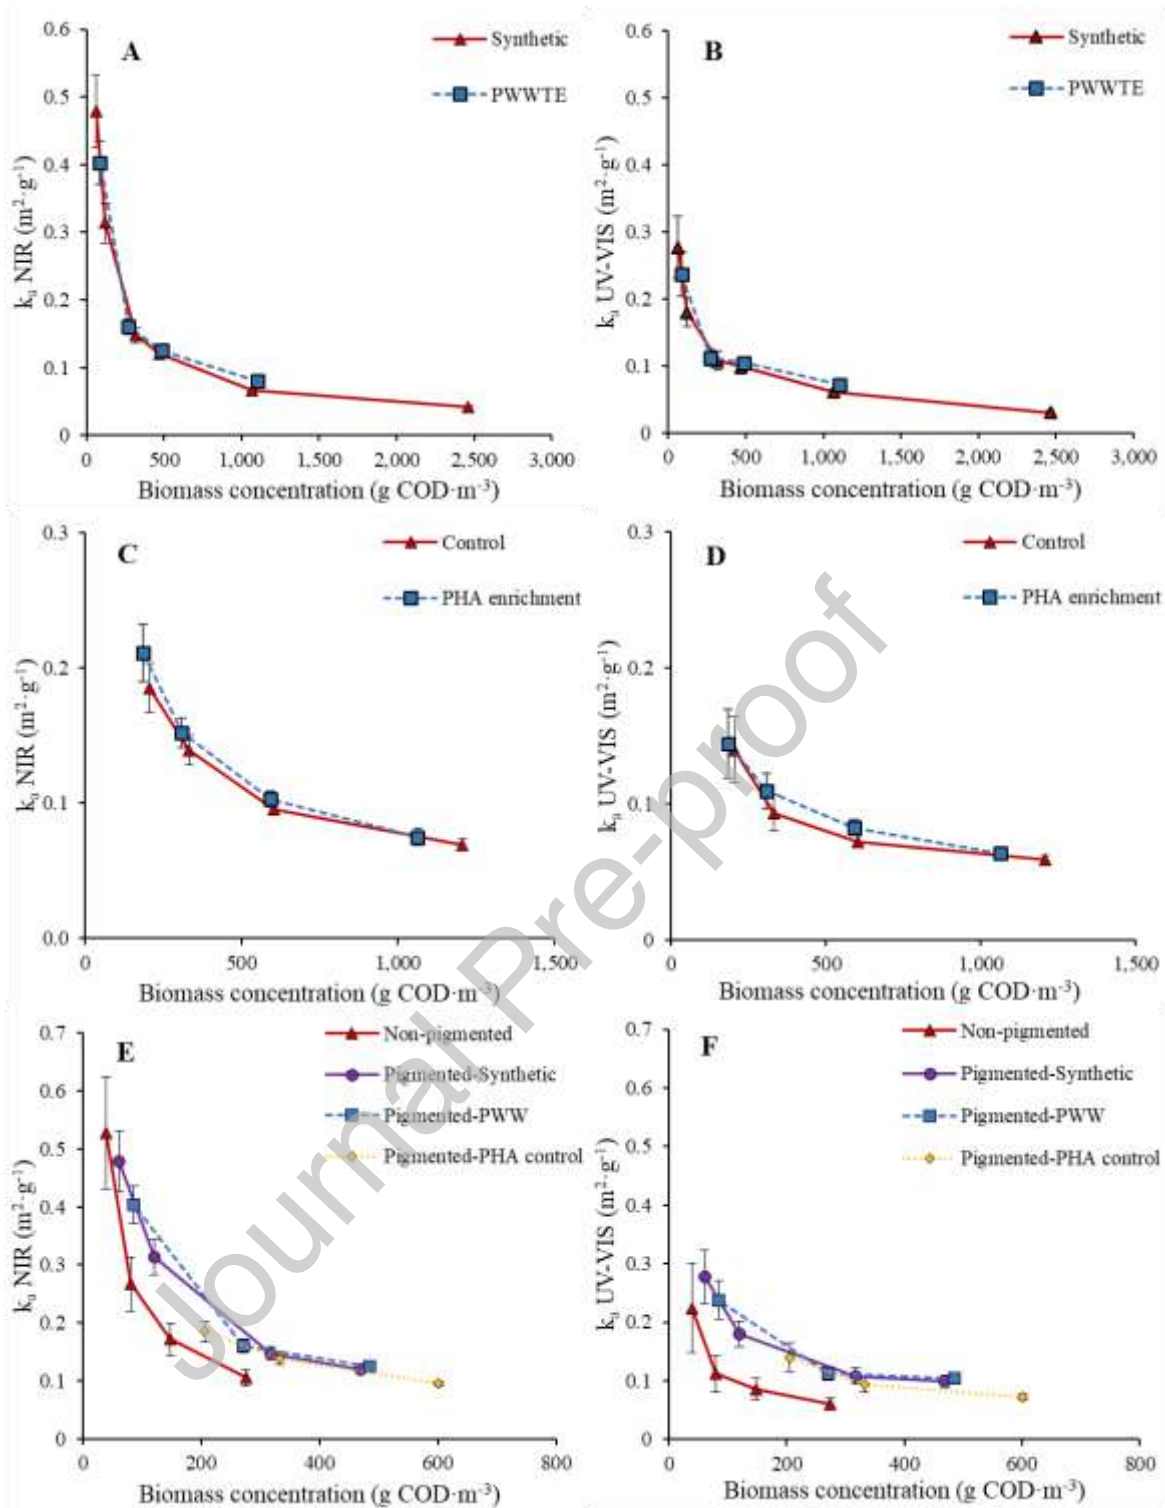 A
Synthetic
PWWTE
0.6
0.5
0.4
0.3
0.2
0.1
0
kₐ NIR (m²·g⁻¹)
0 500 1,000 1,500 2,000 2,500 3,000
Biomass concentration (g COD·m⁻³)
B
Synthetic
PWWTE
0.6
0.5
0.4
0.3
0.2
0.1
0
kₐ UV-VIS (m²·g⁻¹)
0 500 1,000 1,500 2,000 2,500 3,000
Biomass concentration (g COD·m⁻³)
C
Control
PHA enrichment
0.3
0.2
0.1
0.0
kₐ NIR (m²·g⁻¹)
0 500 1,000 1,500
Biomass concentration (g COD·m⁻³)
D
Control
PHA enrichment
0.3
0.2
0.1
0
kₐ UV-VIS (m²·g⁻¹)
0 500 1,000 1,500
Biomass concentration (g COD·m⁻³)
E
Non-pigmented
Pigmented-Synthetic
Pigmented-PWW
Pigmented-PHA control
0.7
0.6
0.5
0.4
0.3
0.2
0.1
0
kₐ NIR (m²·g⁻¹)
0 200 400 600 800
Biomass concentration (g COD·m⁻³)
F
Non-pigmented
Pigmented-Synthetic
Pigmented-PWW
Pigmented-PHA control
0.7
0.6
0.5
0.4
0.3
0.2
0.1
0
kₐ UV-VIS (m²·g⁻¹)
0 200 400 600 800
Biomass concentration (g COD·m⁻³)
Journal Pre-proof